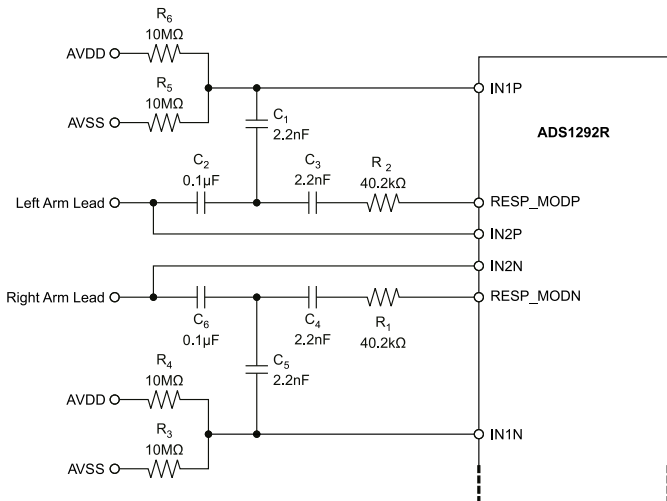 R6
10MΩ
AVDD
R5
10MΩ
AVSS
IN1P
C1
2.2nF
ADS1292R
C2
0.1µF
C3
2.2nF
R2
40.2kΩ
Left Arm Lead
RESP_MODP
IN2P
IN2N
Right Arm Lead
RESP_MODN
C6
0.1µF
C4
2.2nF
R1
40.2kΩ
C5
2.2nF
R4
10MΩ
AVDD
R3
10MΩ
AVSS
IN1N